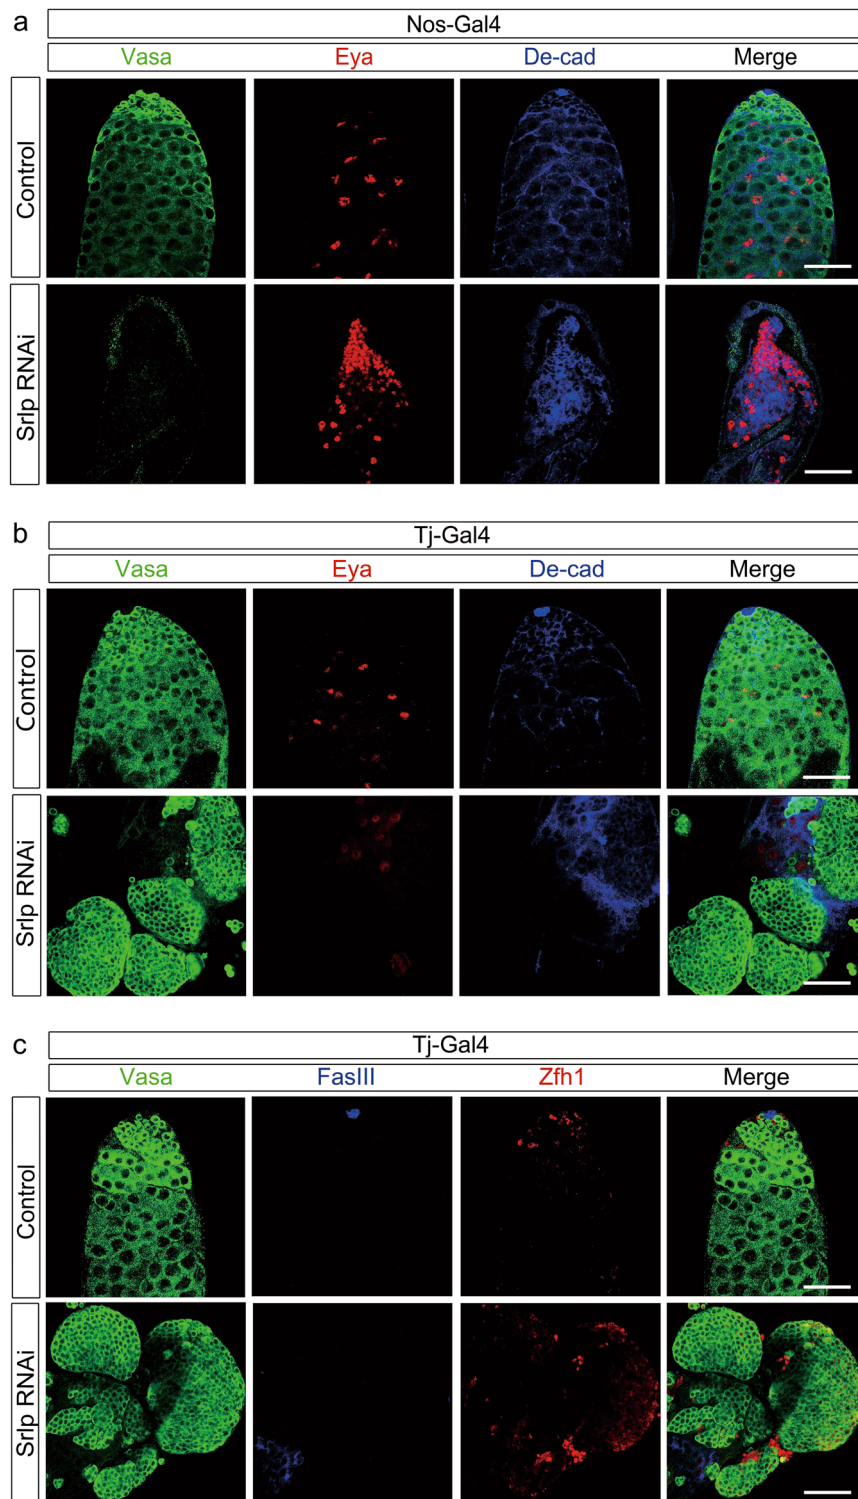 a
Nos-Gal4
Vasa Eya De-cad Merge
Control
Srlp RNAi
b
Tj-Gal4
Vasa Eya De-cad Merge
Control
Srlp RNAi
c
Tj-Gal4
Vasa FasIII Zfh1 Merge
Control
Srlp RNAi